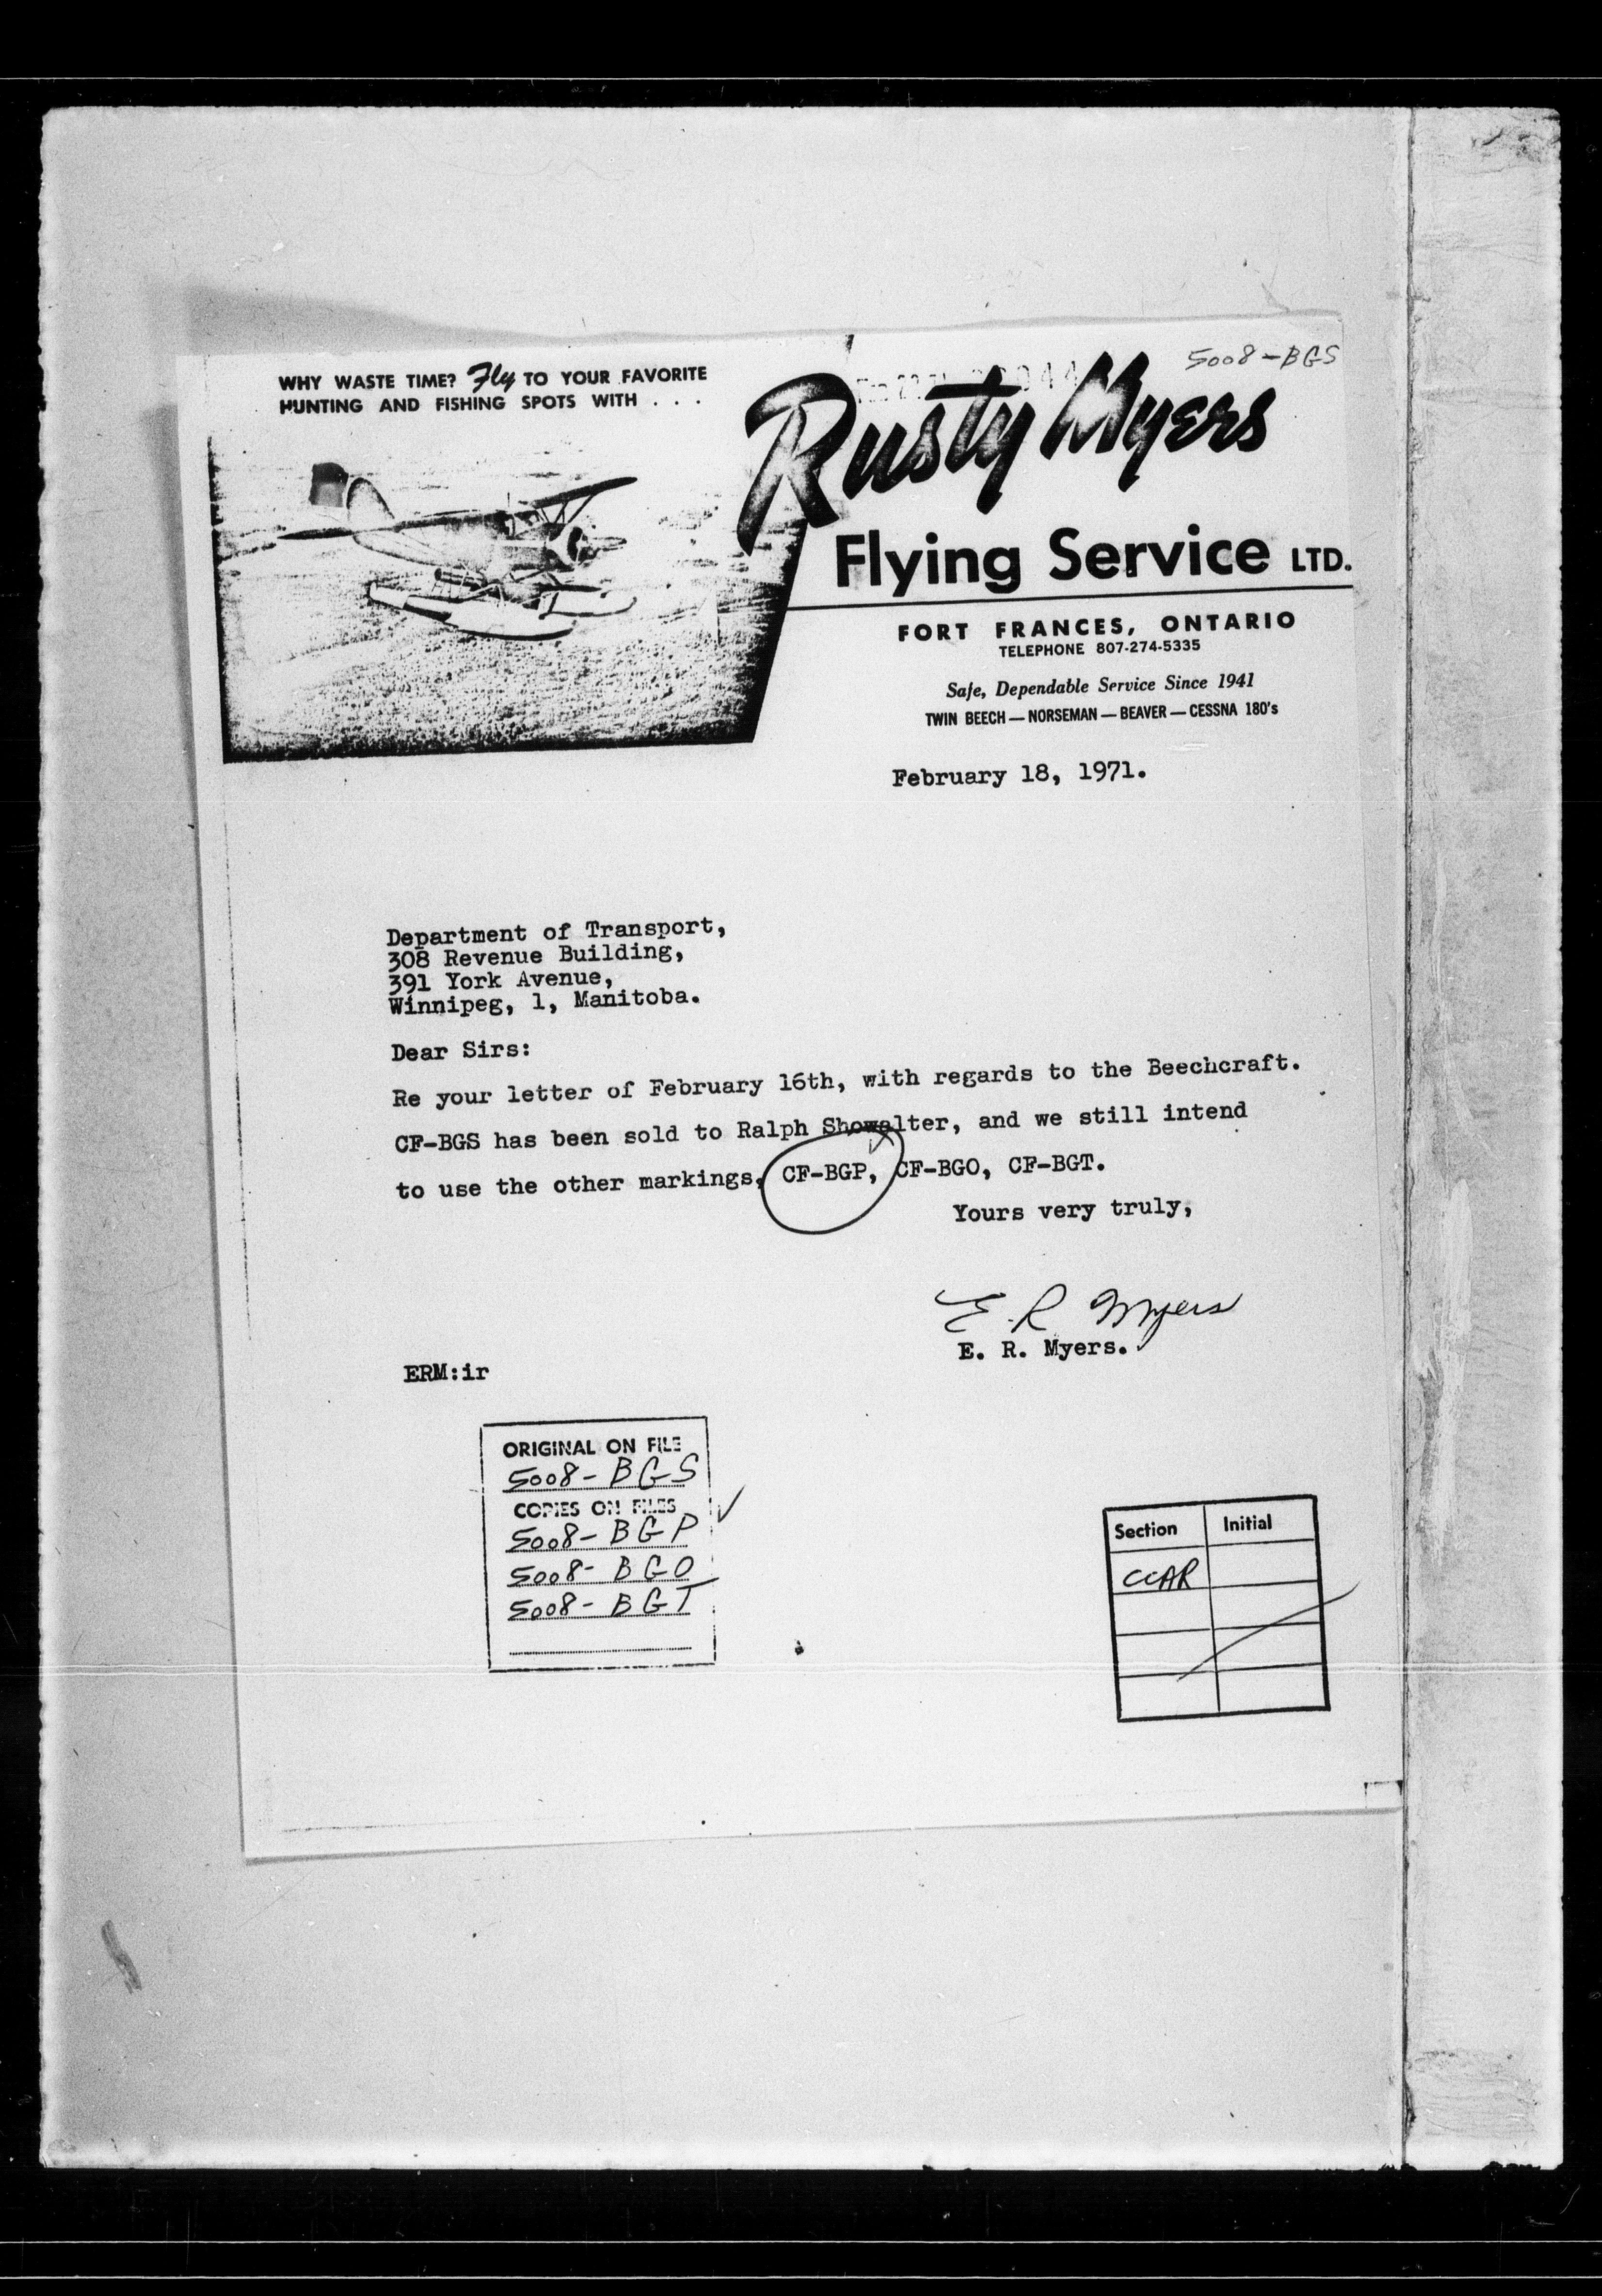 5008-BGS
WHY WASTE TIME? Fly TO YOUR FAVORITE
HUNTING AND FISHING SPOTS WITH . . .
Rusty Myers
Flying Service LTD.
FORT FRANCES, ONTARIO
TELEPHONE 807-274-5335
Safe, Dependable Service Since 1941
TWIN BEECH — NORSEMAN — BEAVER — CESSNA 180's
February 18, 1971.
Department of Transport,
308 Revenue Building,
391 York Avenue,
Winnipeg, 1, Manitoba.
Dear Sirs:
Re your letter of February 16th, with regards to the Beechcraft.
CF-BGS has been sold to Ralph Showalter, and we still intend
to use the other markings, CF-BGP, CF-BGO, CF-BGT.
Yours very truly,
E R Myers
E. R. Myers.
ERM:ir
ORIGINAL ON FILE
5008-BGS
COPIES ON FILES
5008-BGP
5008-BGO
5008-BGT
Section Initial
CCAR